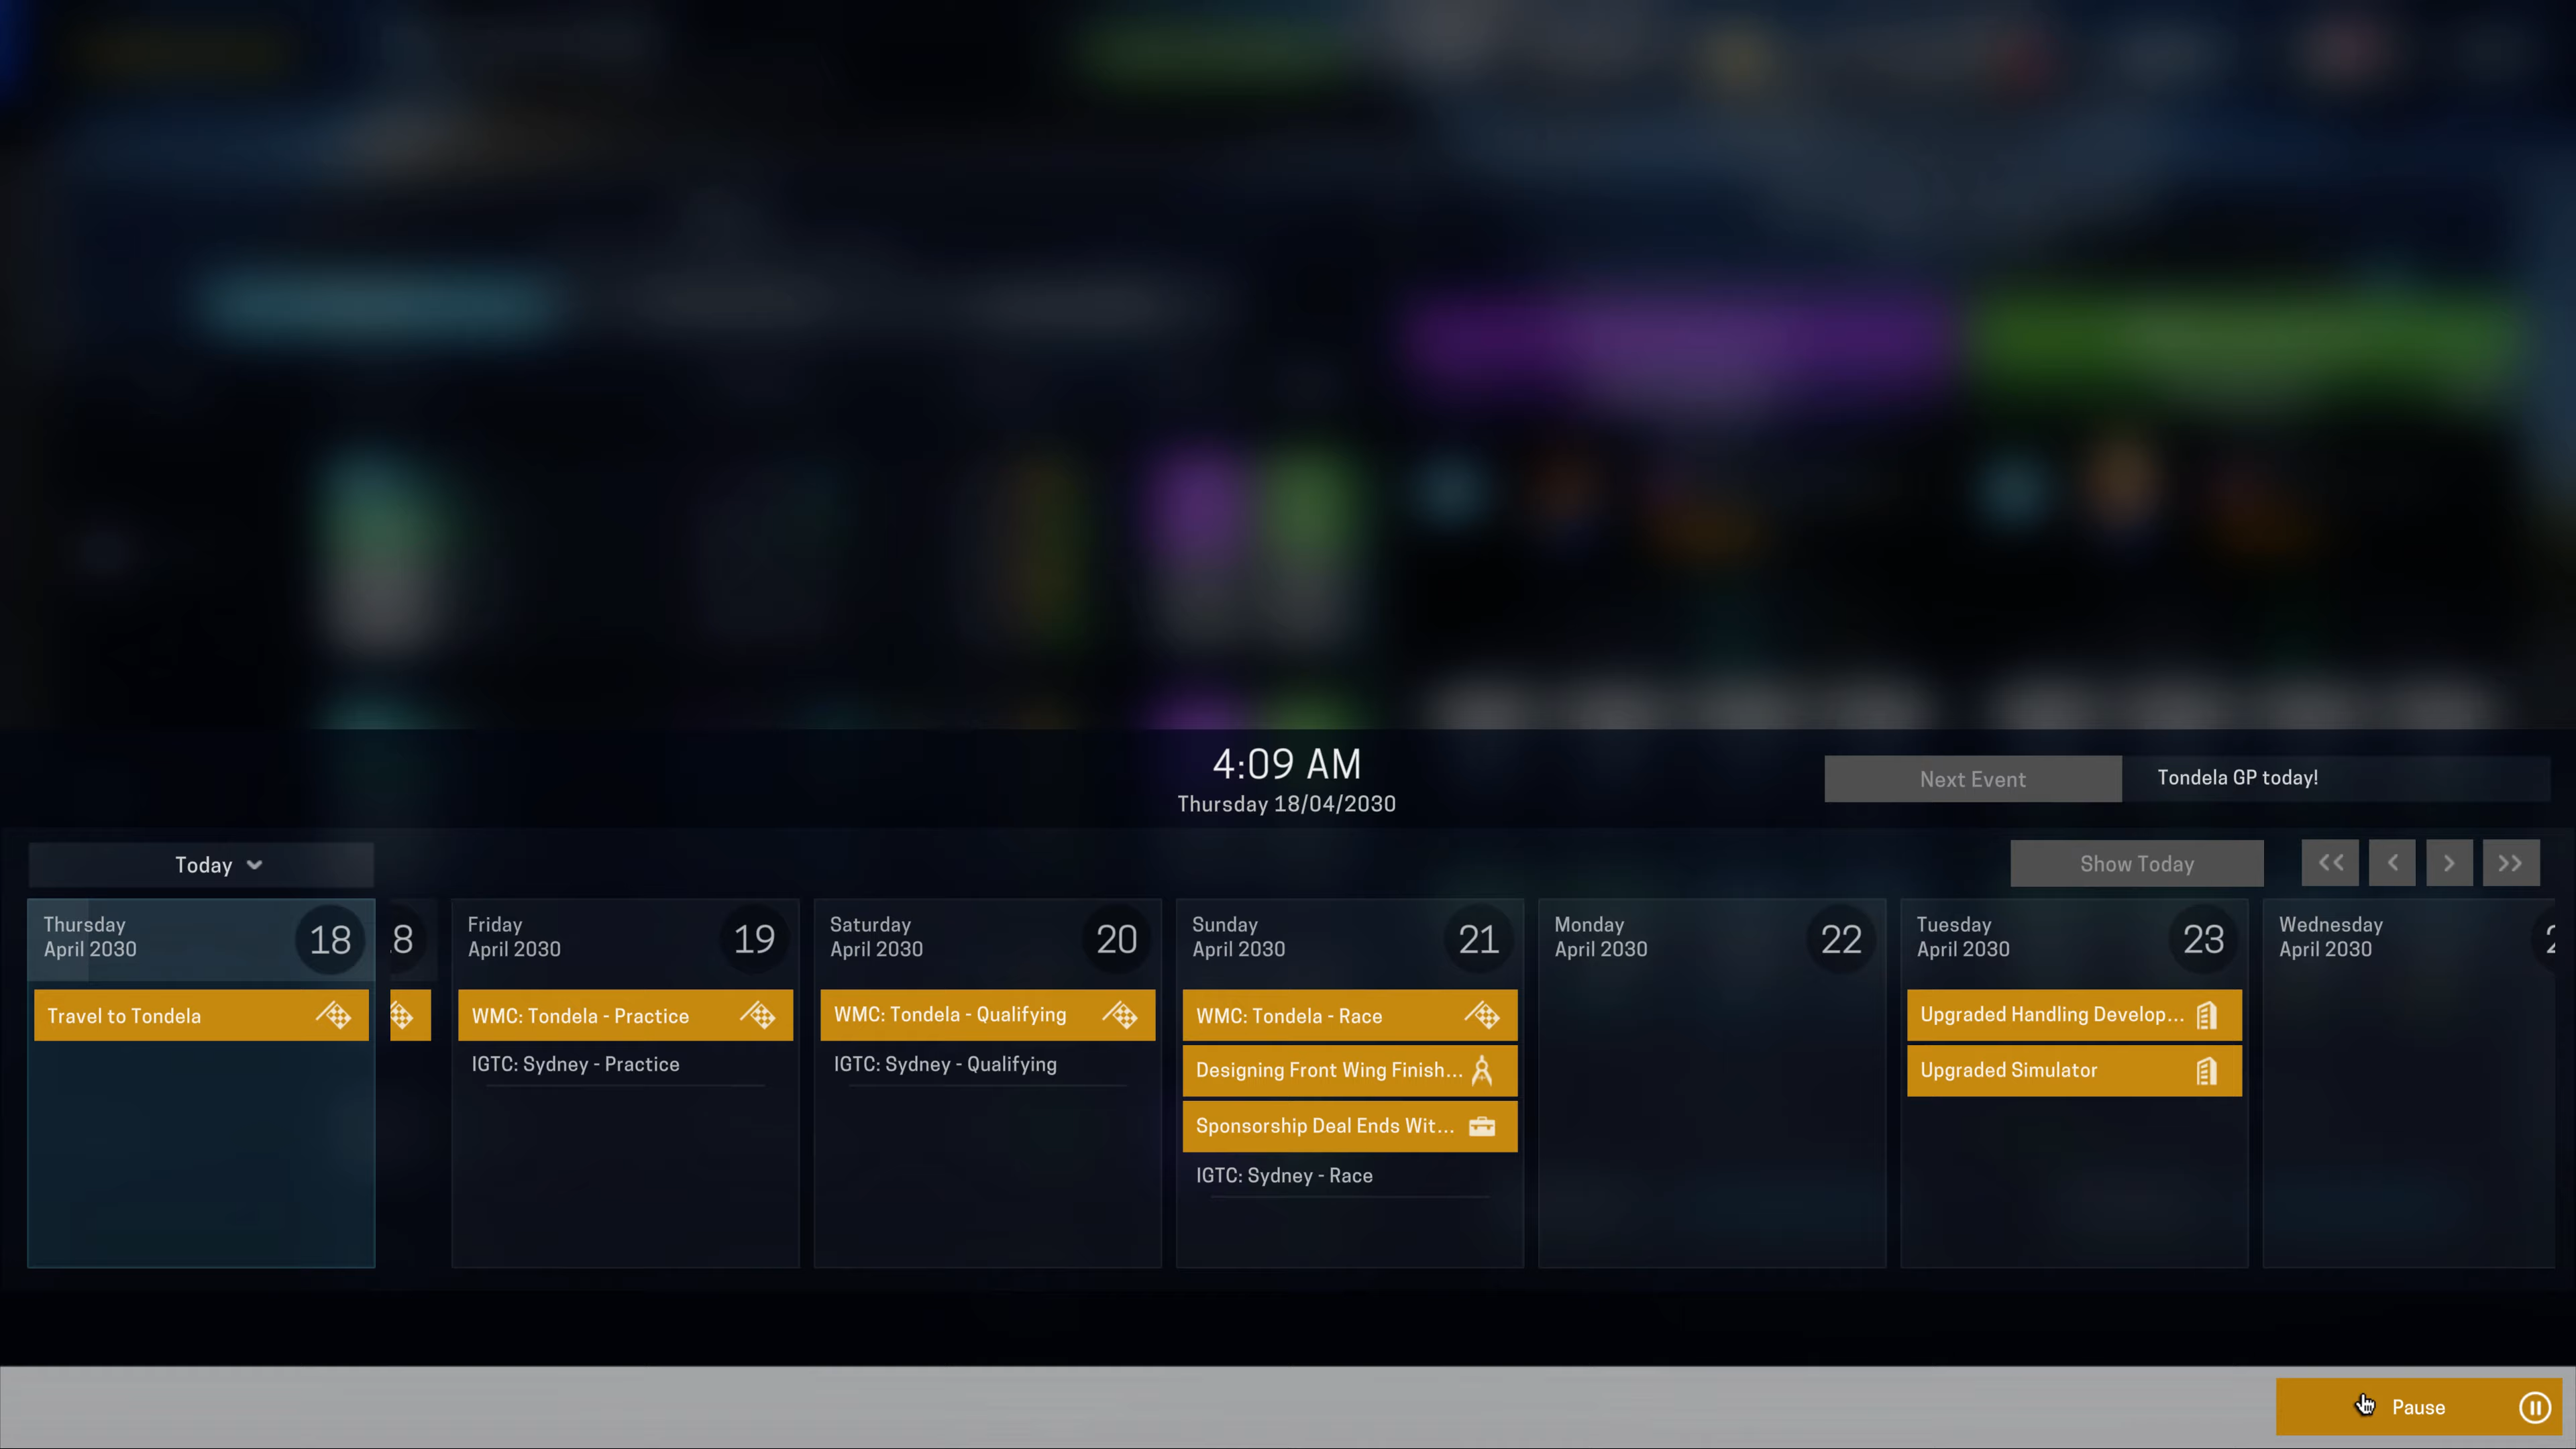 4:09 AM
Thursday 18/04/2030
Next Event
Tondela GP today!
Today
Show Today
<< < > >>
Thursday
April 2030
18
Travel to Tondela
8
Friday
April 2030
19
WMC: Tondela - Practice
IGTC: Sydney - Practice
Saturday
April 2030
20
WMC: Tondela - Qualifying
IGTC: Sydney - Qualifying
Sunday
April 2030
21
WMC: Tondela - Race
Designing Front Wing Finish...
Sponsorship Deal Ends Wit...
IGTC: Sydney - Race
Monday
April 2030
22
Tuesday
April 2030
23
Upgraded Handling Develop...
Upgraded Simulator
Wednesday
April 2030
2
Pause